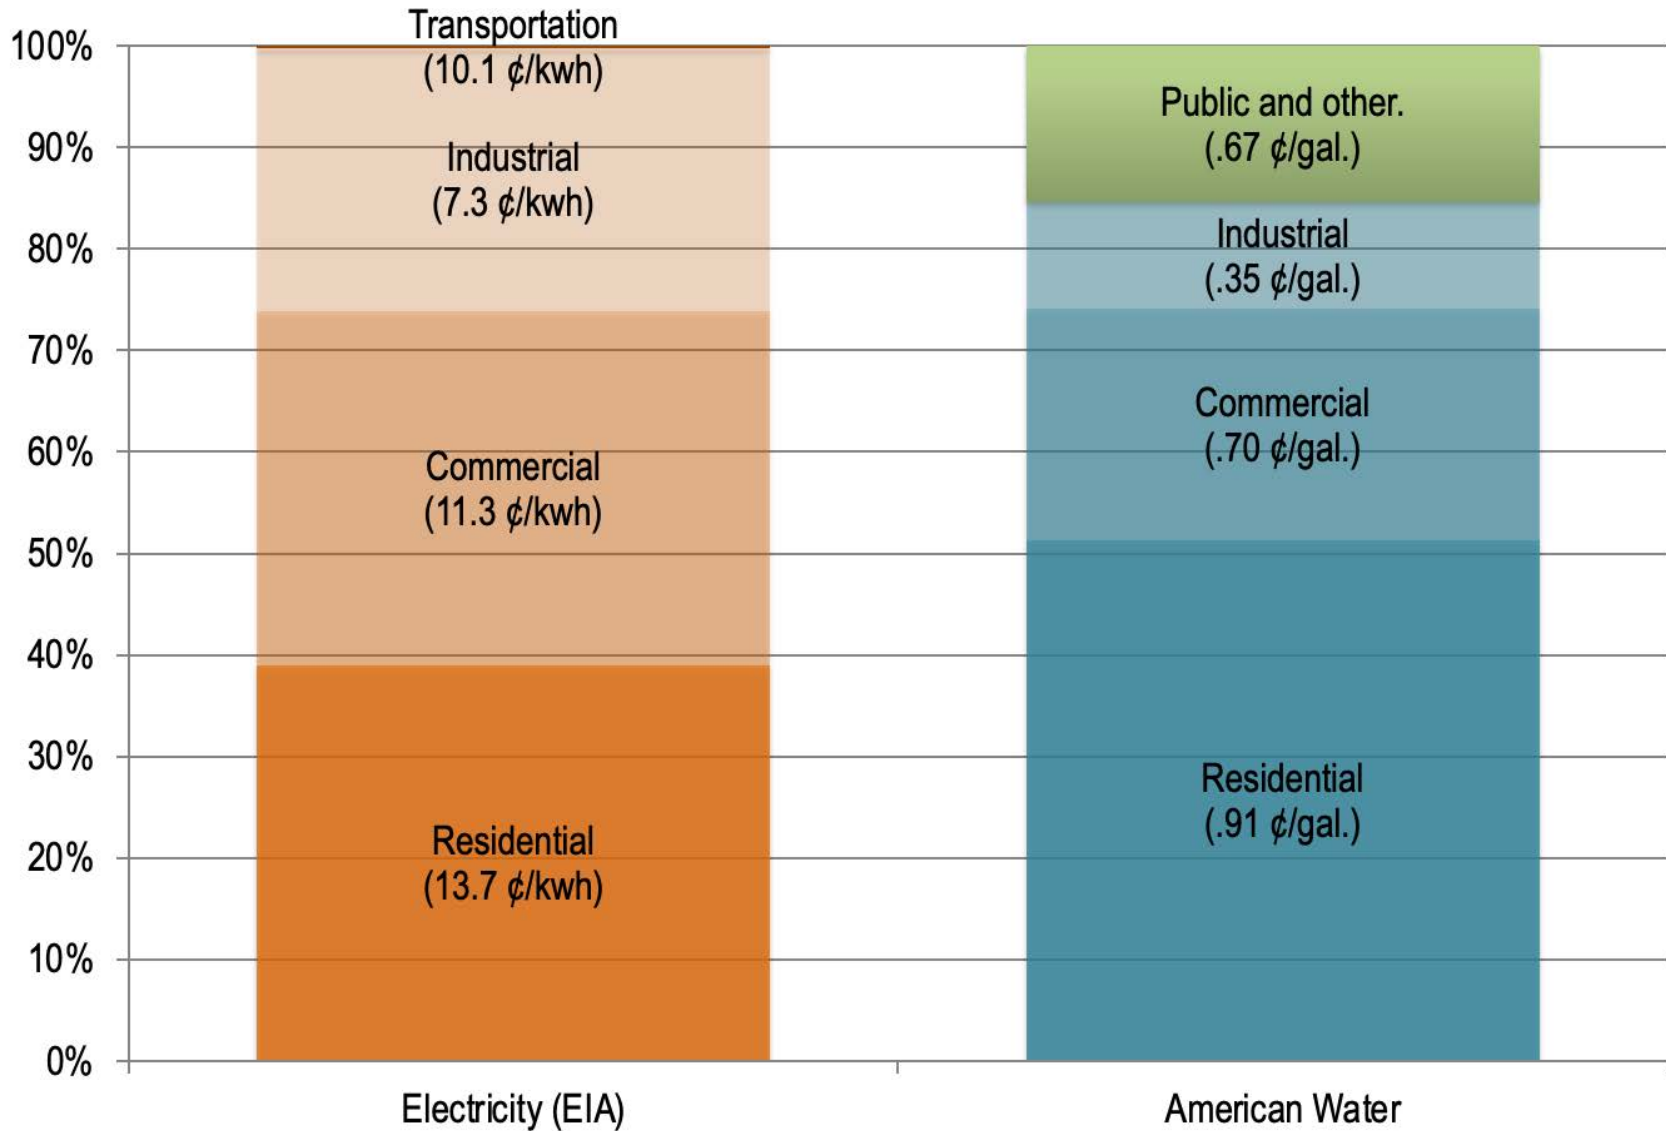 100%
90%
80%
70%
60%
50%
40%
30%
20%
10%
0%
Transportation
(10.1 ¢/kwh)
Industrial
(7.3 ¢/kwh)
Commercial
(11.3 ¢/kwh)
Residential
(13.7 ¢/kwh)
Public and other.
(.67 ¢/gal.)
Industrial
(.35 ¢/gal.)
Commercial
(.70 ¢/gal.)
Residential
(.91 ¢/gal.)
Electricity (EIA)
American Water